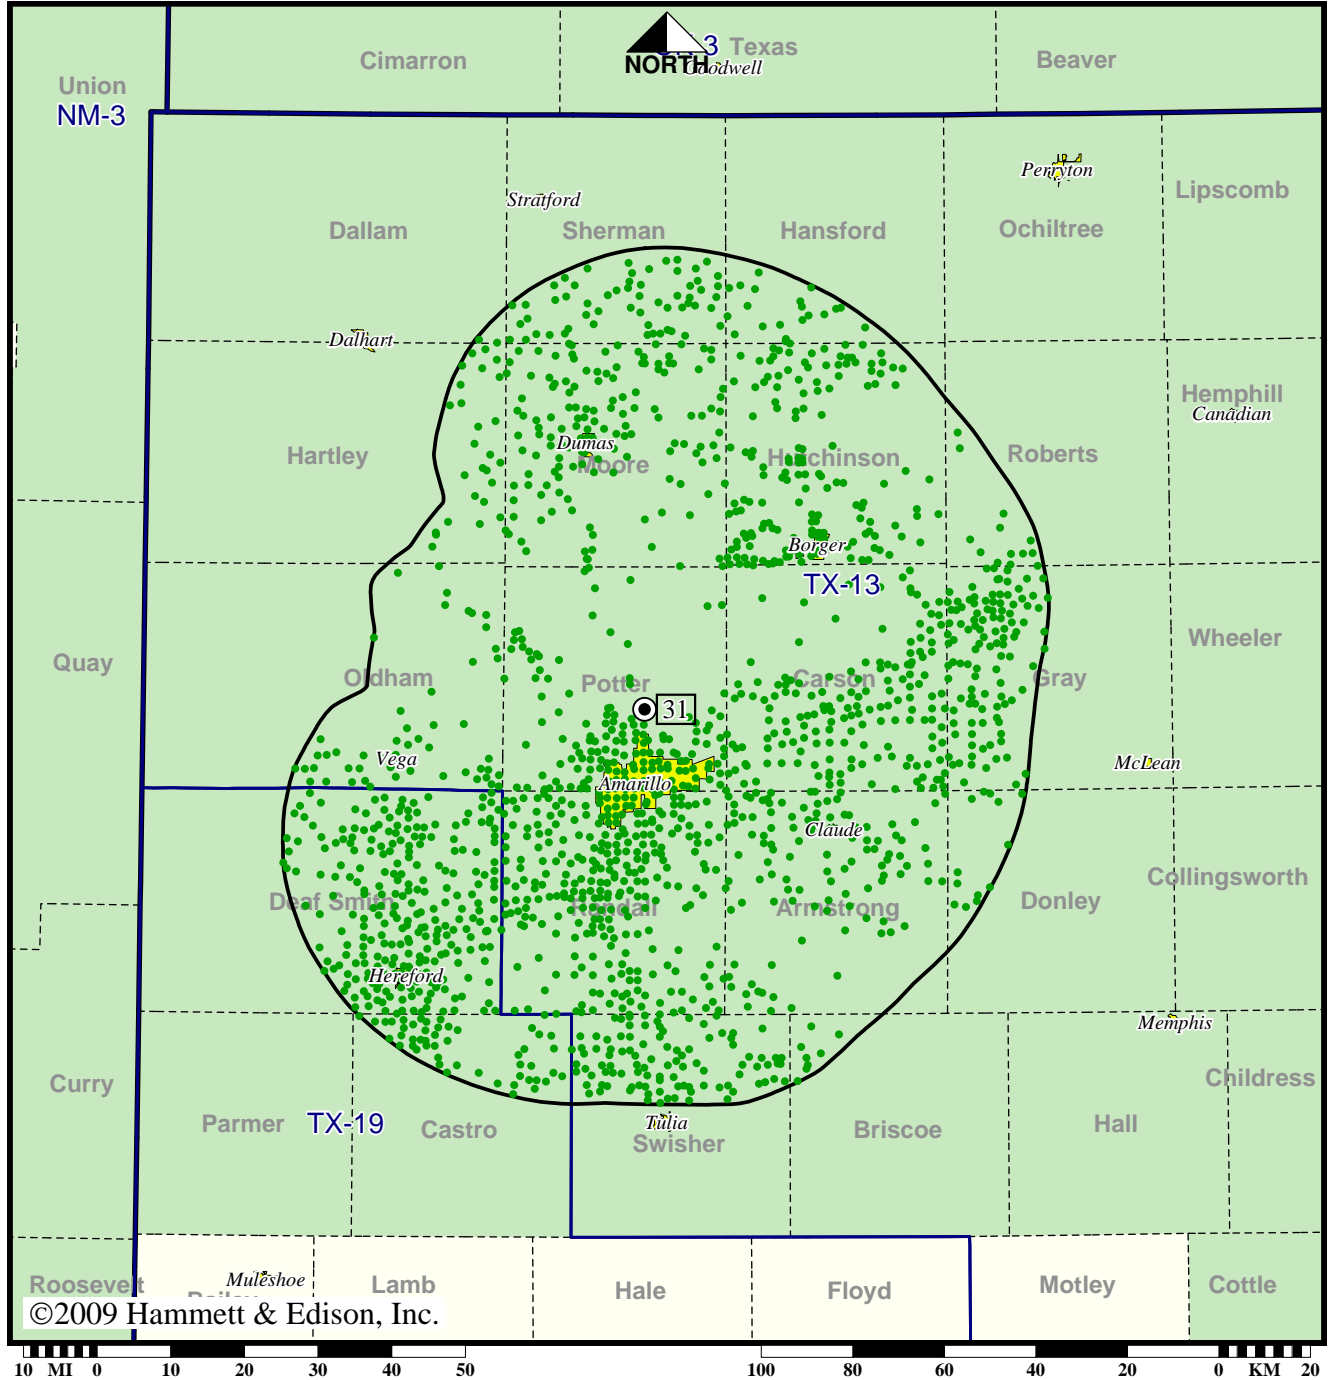 Cimarron
Texas
Beaver
NORTH
Goodwell
Union
NM-3
Perryton
Lipscomb
Stratford
Dallam
Sherman
Hansford
Ochiltree
Dalhart
Hemphill
Canadian
Dumas
Moore
Hartley
Hutchinson
Roberts
Borger
TX-13
Wheeler
Quay
Oldham
Potter
Carson
Gray
31
Vega
McLean
Amarillo
Claude
Collingsworth
Deaf Smith
Randall
Armstrong
Donley
Hereford
Memphis
Curry
Childress
Parmer
TX-19
Castro
Tulia
Swisher
Briscoe
Hall
Roosevelt
Muleshoe
Lamb
Hale
Floyd
Motley
Cottle
©2009 Hammett & Edison, Inc.
10 MI 0 10 20 30 40 50
100 80 60 40 20 0 KM 20